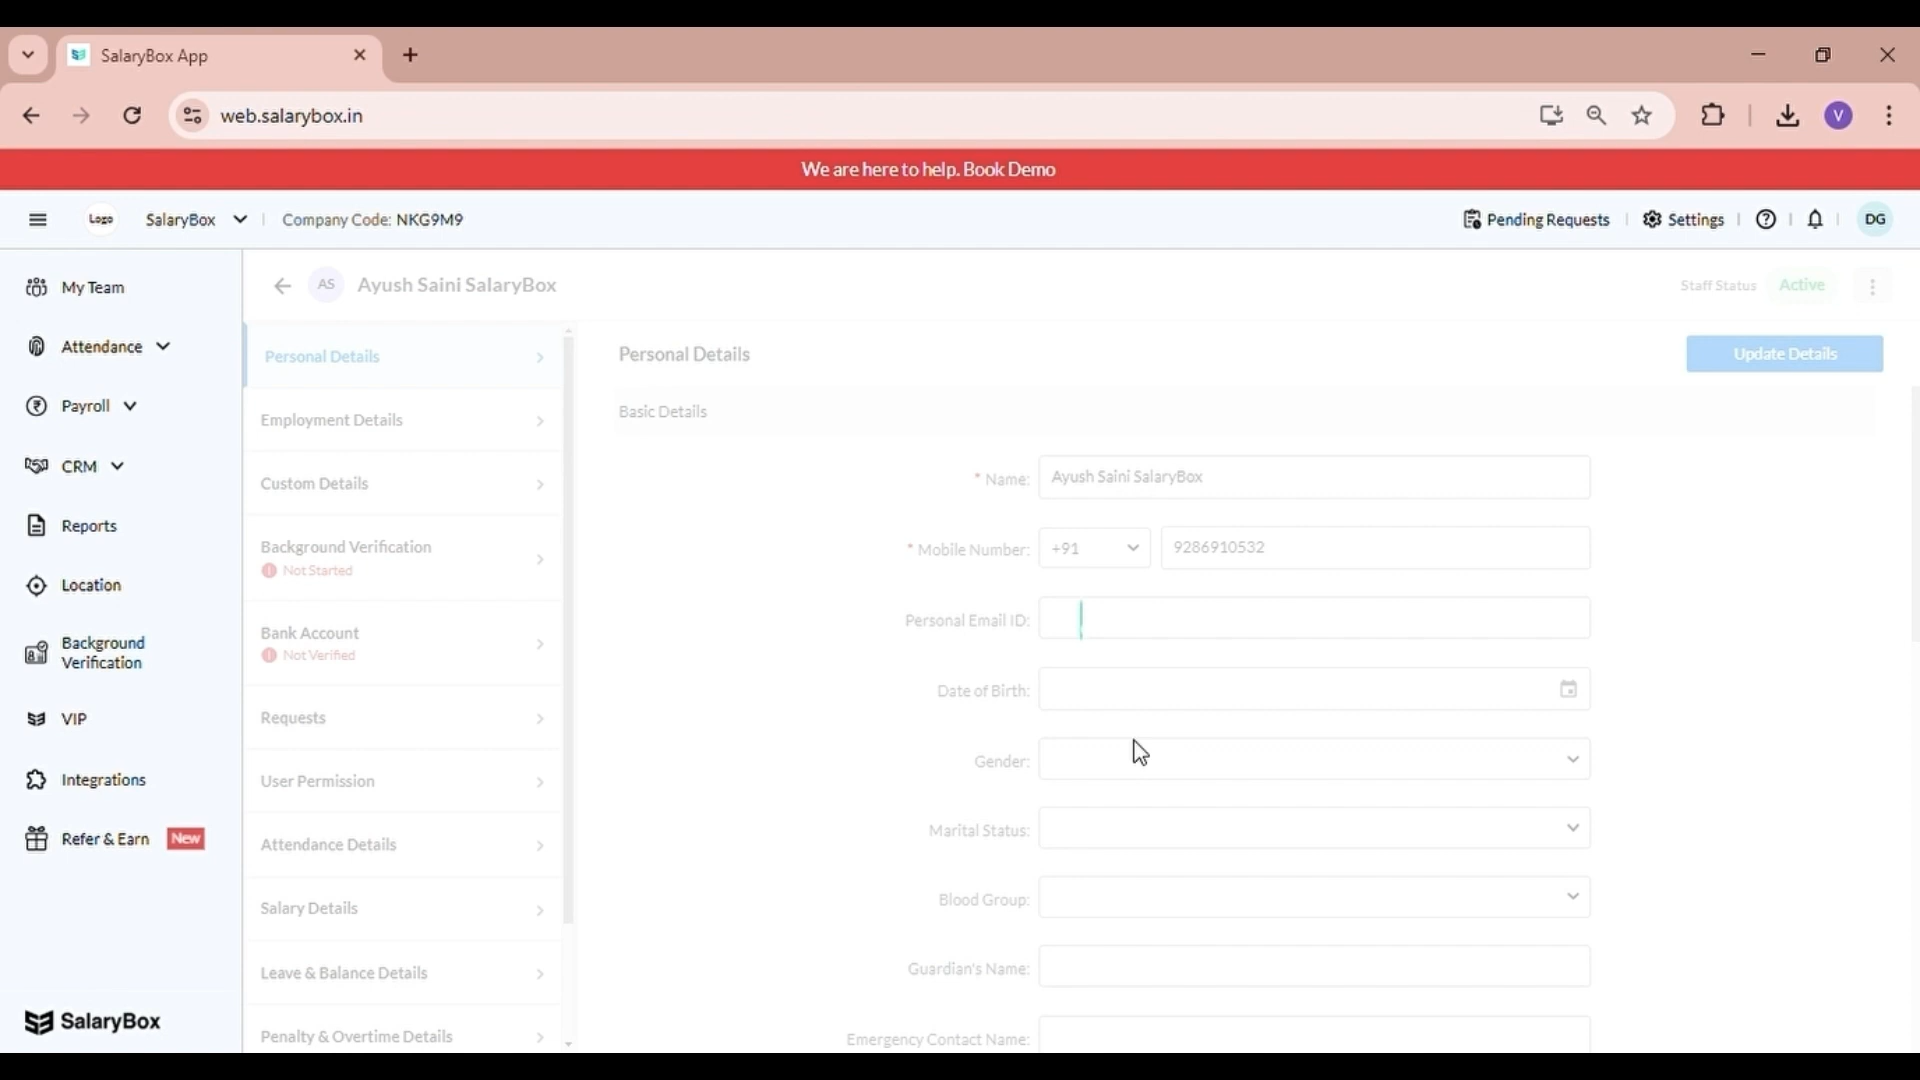 SalaryBox App
web.salarybox.in
V
We are here to help. Book Demo
Logo
SalaryBox
Company Code: NKG9M9
Pending Requests
Settings
DG
My Team
Attendance
Payroll
CRM
Reports
Location
Background
Verification
VIP
Integrations
Refer & Earn
New
SalaryBox
AS
Ayush Saini SalaryBox
Staff Status
Active
Personal Details
Employment Details
Custom Details
Background Verification
Not Started
Bank Account
Not Verified
Requests
User Permission
Attendance Details
Salary Details
Leave & Balance Details
Penalty & Overtime Details
Personal Details
Update Details
Basic Details
* Name: Ayush Saini SalaryBox
* Mobile Number: +91 9286910532
Personal Email ID:
Date of Birth:
Gender:
Marital Status:
Blood Group:
Guardian's Name:
Emergency Contact Name: